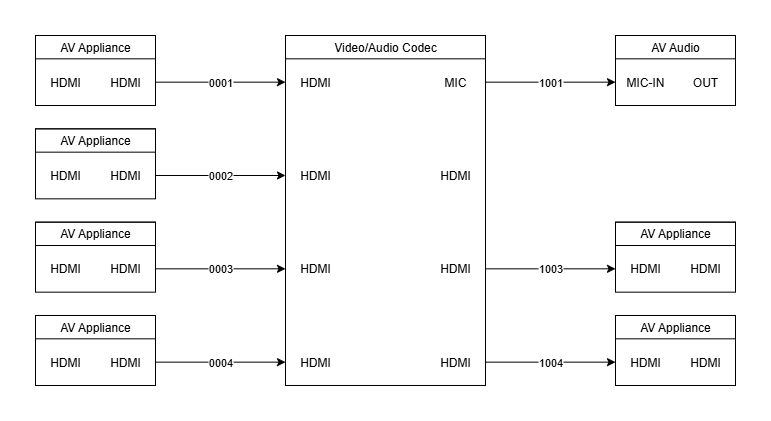 AV Appliance
Video/Audio Codec
AV Audio
HDMI HDMI 0001 HDMI MIC 1001 MIC-IN OUT
AV Appliance
HDMI HDMI 0002 HDMI HDMI
AV Appliance
AV Appliance
HDMI HDMI 0003 HDMI HDMI 1003 HDMI HDMI
AV Appliance
AV Appliance
HDMI HDMI 0004 HDMI HDMI 1004 HDMI HDMI